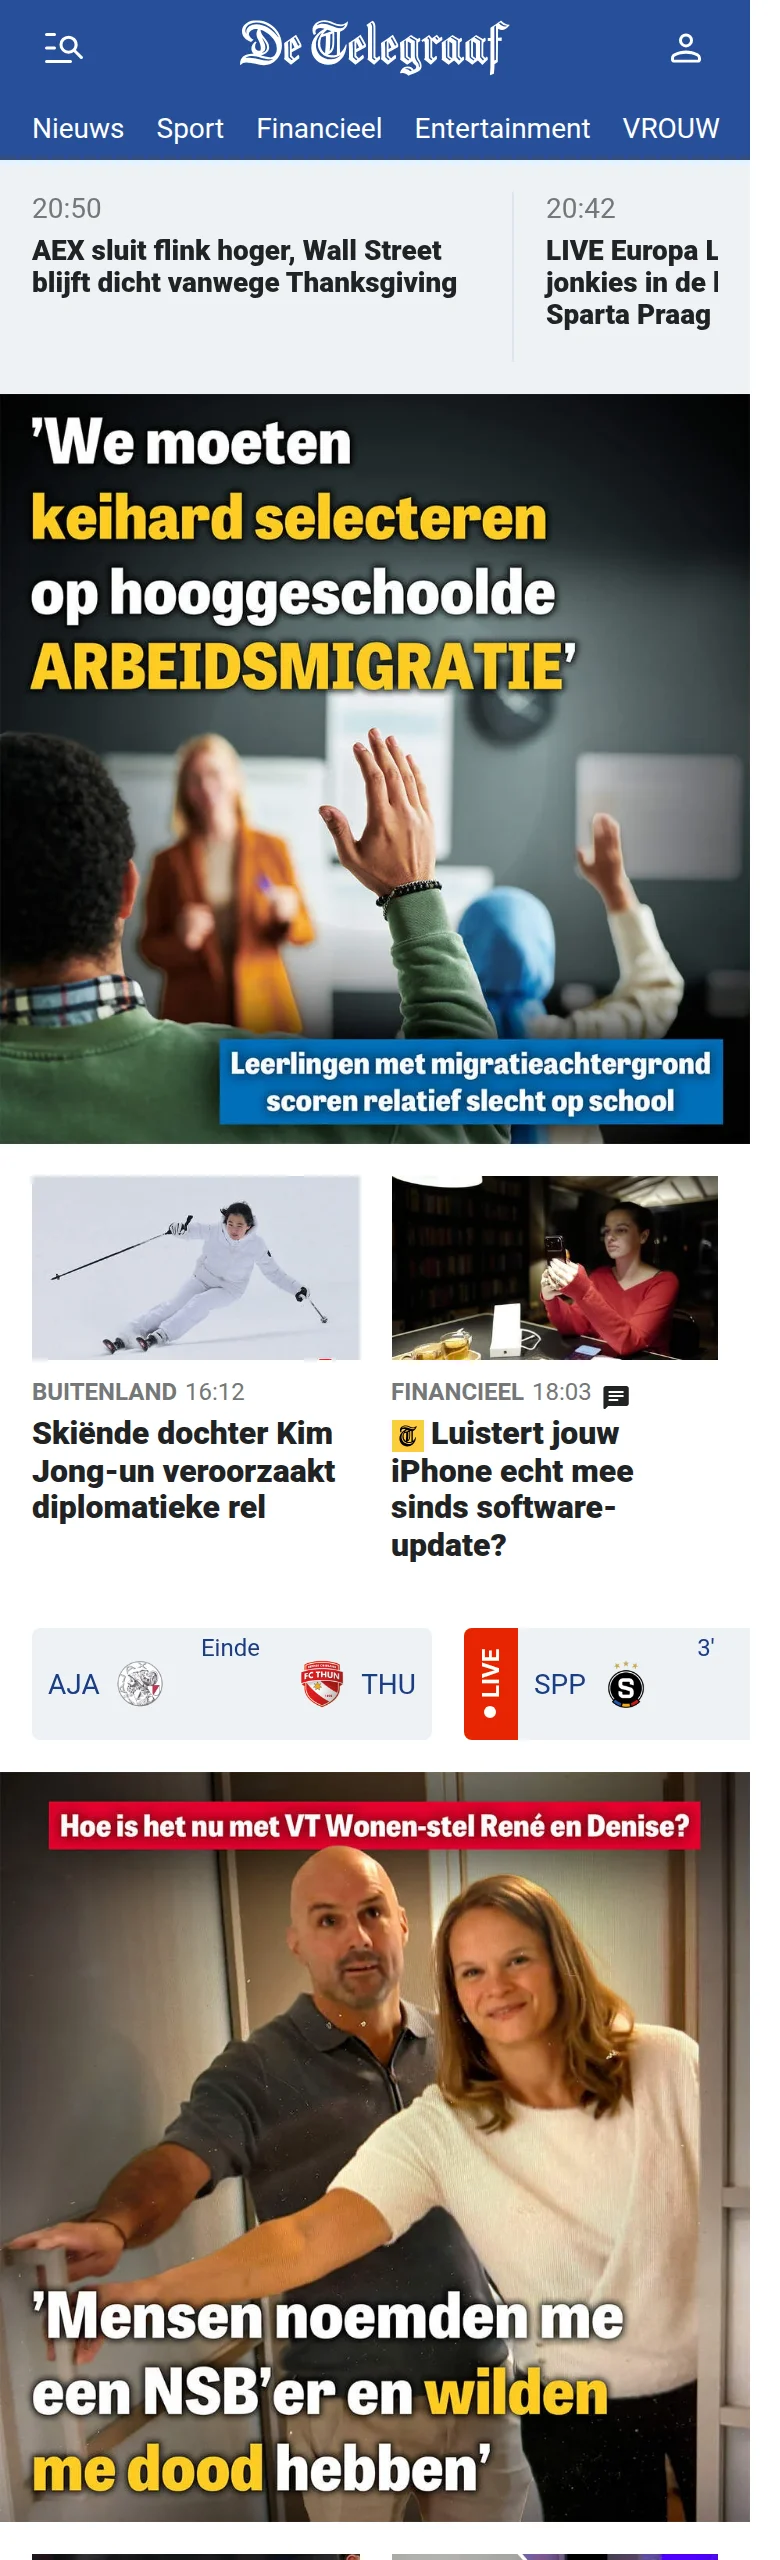 De Telegraaf
Nieuws Sport Financieel Entertainment VROUW
20:50
AEX sluit flink hoger, Wall Street
blijft dicht vanwege Thanksgiving
20:42
LIVE Europa L
jonkies in de
Sparta Praag
’We moeten
keihard selecteren
op hooggeschoolde
ARBEIDSMIGRATIE’
Leerlingen met migratieachtergrond
scoren relatief slecht op school
BUITENLAND 16:12
Skiënde dochter Kim
Jong-un veroorzaakt
diplomatieke rel
FINANCIEEL 18:03
T Luistert jouw
iPhone echt mee
sinds software-
update?
Einde
AJA FC THUN THU
LIVE
3'
SPP S
Hoe is het nu met VT Wonen-stel René en Denise?
’Mensen noemden me
een NSB’er en wilden
me dood hebben’